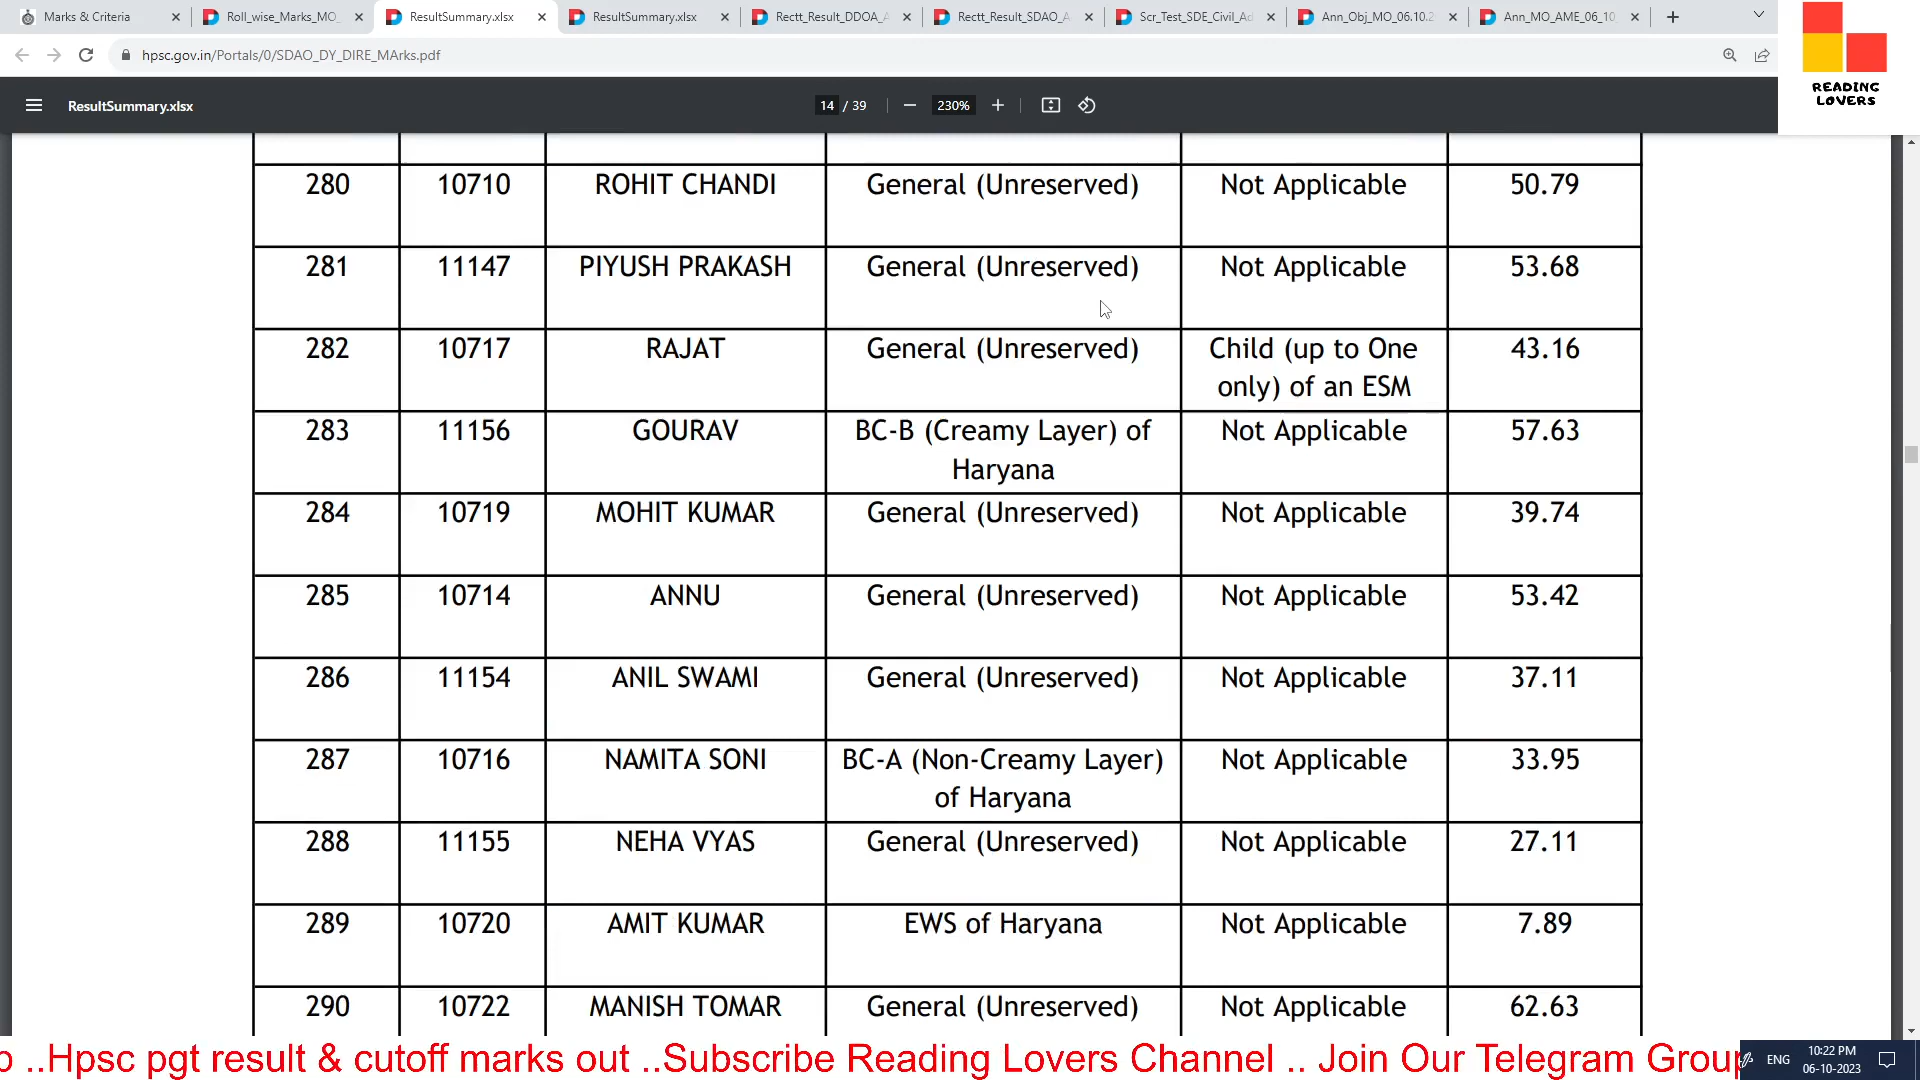 Marks & Criteria
Roll_wise_Marks_MO_
ResultSummary.xlsx
ResultSummary.xlsx
Rectt_Result_DDOA_A
Rectt_Result_SDAO_A
Scr_Test_SDE_Civil_Ad
Ann_Obj_MO_06.10.2
Ann_MO_AME_06_10_
hpsc.gov.in/Portals/0/SDAO_DY_DIRE_MArks.pdf
READING
LOVERS
ResultSummary.xlsx
14 / 39
230%
280 10710 ROHIT CHANDI General (Unreserved) Not Applicable 50.79
281 11147 PIYUSH PRAKASH General (Unreserved) Not Applicable 53.68
282 10717 RAJAT General (Unreserved) Child (up to One 43.16
only) of an ESM
283 11156 GOURAV BC-B (Creamy Layer) of Not Applicable 57.63
Haryana
284 10719 MOHIT KUMAR General (Unreserved) Not Applicable 39.74
285 10714 ANNU General (Unreserved) Not Applicable 53.42
286 11154 ANIL SWAMI General (Unreserved) Not Applicable 37.11
287 10716 NAMITA SONI BC-A (Non-Creamy Layer) Not Applicable 33.95
of Haryana
288 11155 NEHA VYAS General (Unreserved) Not Applicable 27.11
289 10720 AMIT KUMAR EWS of Haryana Not Applicable 7.89
290 10722 MANISH TOMAR General (Unreserved) Not Applicable 62.63
..Hpsc pgt result & cutoff marks out ..Subscribe Reading Lovers Channel .. Join Our Telegram Group
ENG
10:22 PM
06-10-2023